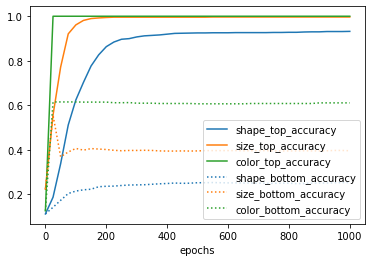 1.0
0.8
0.6
0.4
0.2
shape_top_accuracy
size_top_accuracy
color_top_accuracy
shape_bottom_accuracy
size_bottom_accuracy
color_bottom_accuracy
0 200 400 600 800 1000
epochs